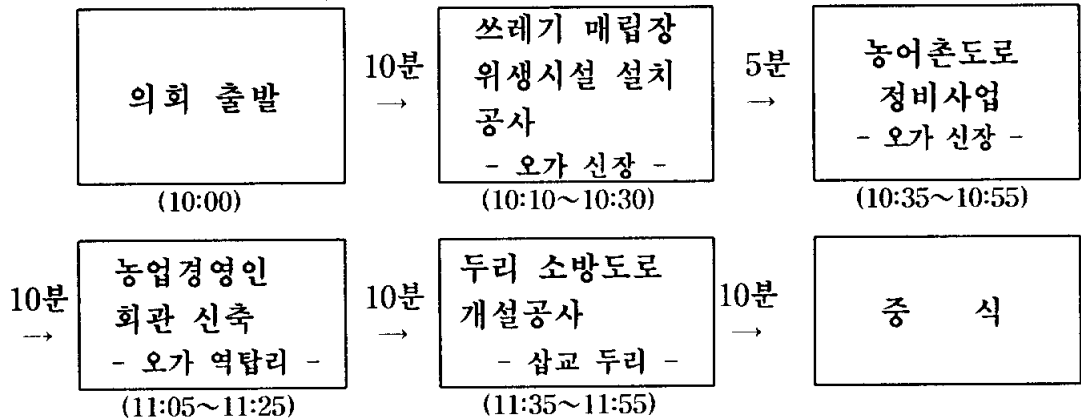 의회 출발
(10:00)
10분
→
쓰레기 매립장
위생시설 설치
공사
- 오가 신장 -
(10:10~10:30)
5분
→
농어촌도로
정비사업
- 오가 신장 -
(10:35~10:55)
10분
→
농업경영인
회관 신축
- 오가 역탑리 -
(11:05~11:25)
10분
→
두리 소방도로
개설공사
- 삽교 두리 -
(11:35~11:55)
10분
→
중 식